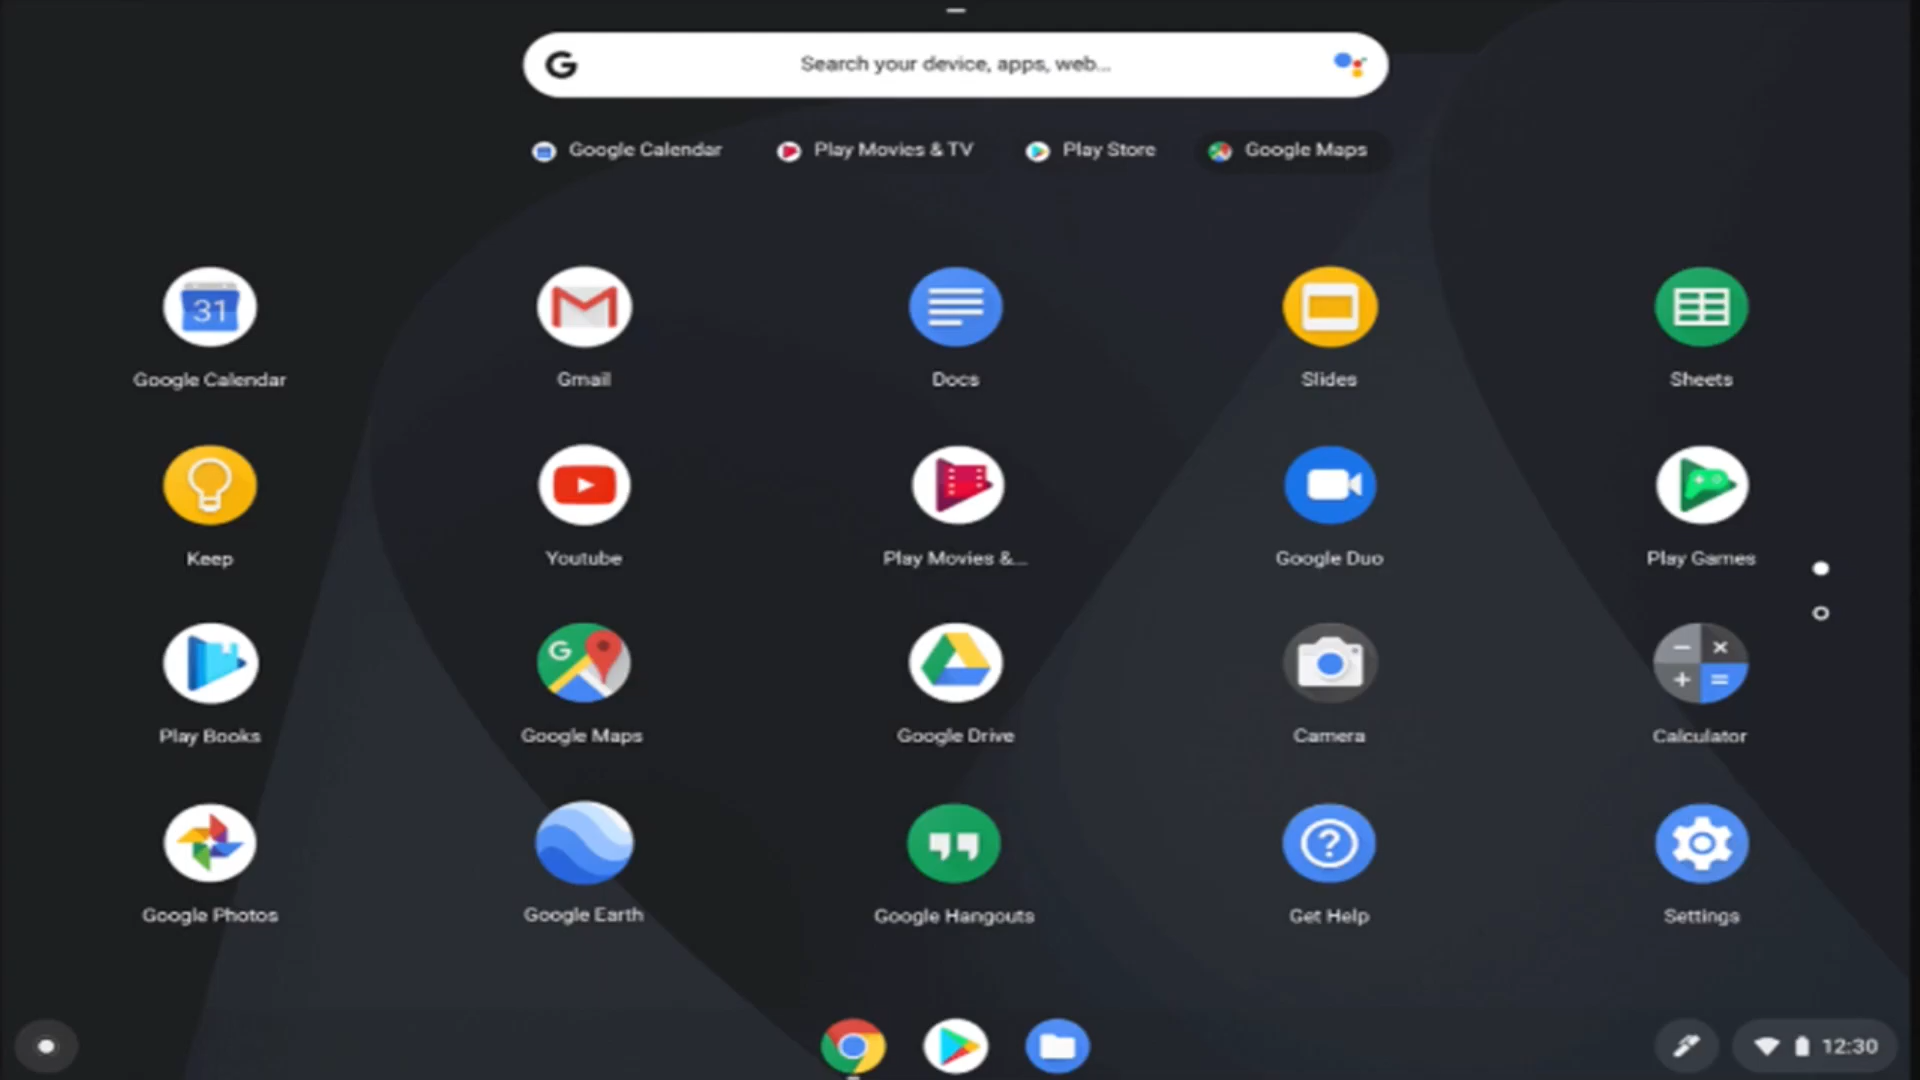 G Search your device, apps, web...
Google Calendar Play Movies & TV Play Store Google Maps
31
Google Calendar Gmail Docs Slides Sheets
Keep Youtube Play Movies &... Google Duo Play Games
G
Play Books Google Maps Google Drive Camera Calculator
Google Photos Google Earth Google Hangouts Get Help Settings
12:30